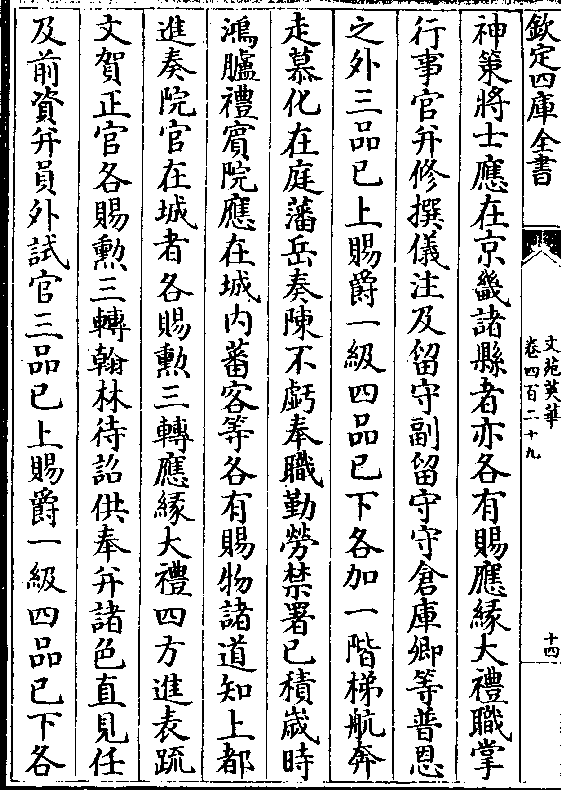 欽定四庫全書
文苑英華
卷四百二十九
十四
神策將士應在京畿諸縣者亦各有賜應緣大禮職掌
行事官并修撰儀注及留守副留守守倉庫卿等普恩
之外三品已上賜爵一級四品已下各加一階梯航奔
走慕化在庭藩岳奏陳不虧奉職勤勞禁署已積歲時
鴻臚禮賓院應在城內蕃客等各有賜物諸道知上都
進奏院官在城者各賜勲三轉應緣大禮四方進表疏
文賀正官各賜勲三轉翰林待詔供奉并諸色直見任
及前資并員外試官三品已上賜爵一級四品已下各